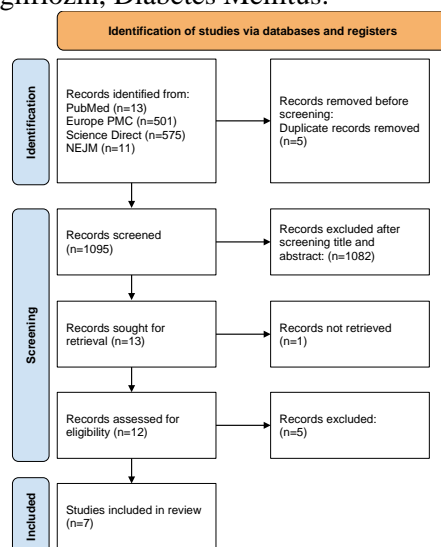 Diabetes Mellitus.
Identification of studies via databases and registers
Identification
Records identified from:
PubMed (n=13)
Europe PMC (n=501)
Science Direct (n=575)
NEJM (n=11)
Records removed before
screening:
Duplicate records removed
(n=5)
Screening
Records screened
(n=1095)
Records excluded after
screening title and
abstract: (n=1082)
Records sought for
retrieval (n=13)
Records not retrieved
(n=1)
Records assessed for
eligibility (n=12)
Records excluded:
(n=5)
Included
Studies included in review
(n=7)